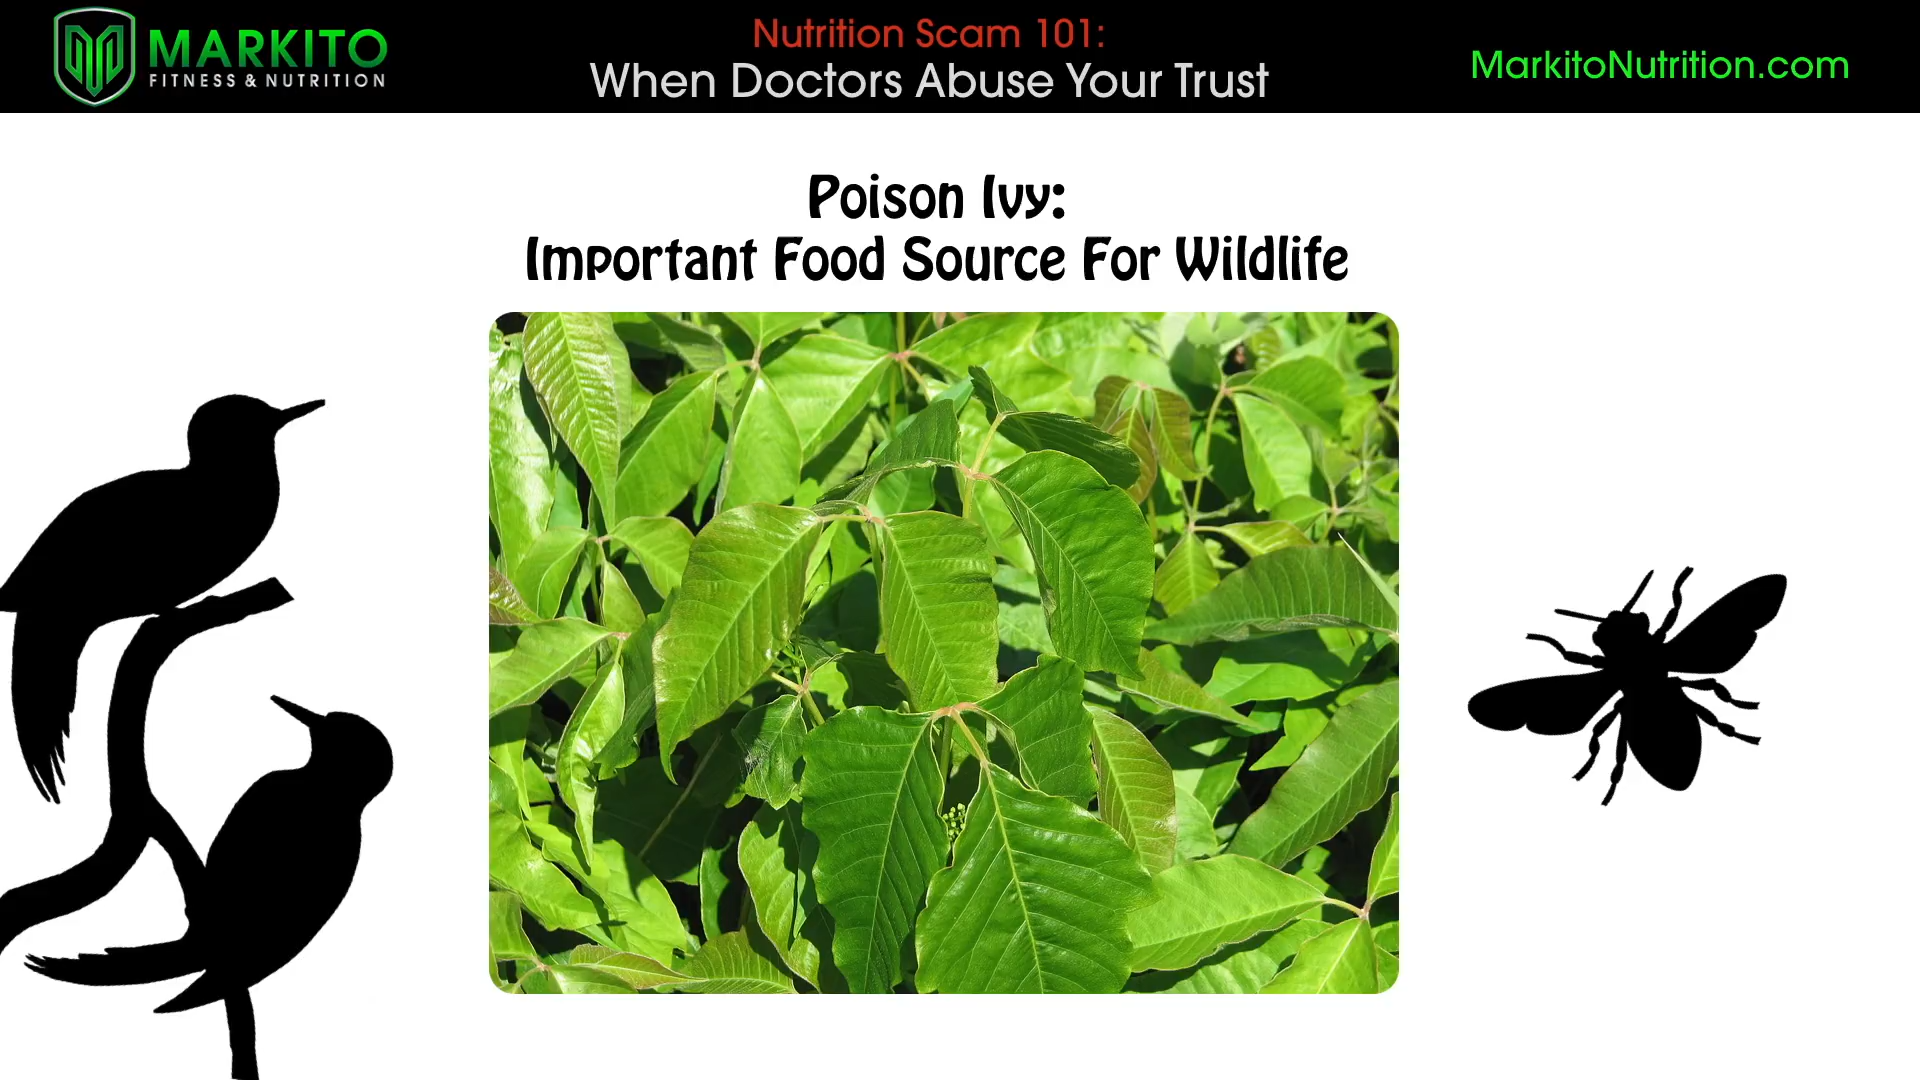 MARKITO
FITNESS & NUTRITION
Nutrition Scam 101:
When Doctors Abuse Your Trust
MarkitoNutrition.com
Poison Ivy:
Important Food Source For Wildlife